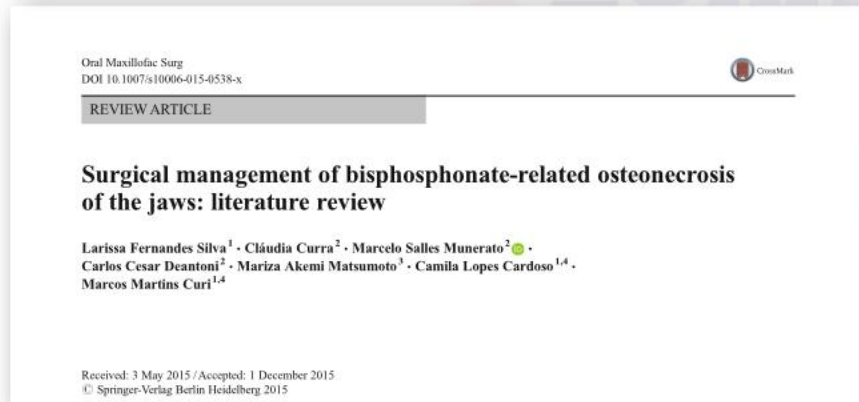 Oral Maxillofac Surg
DOI 10.1007/s10006-015-0538-x
CrossMark
REVIEW ARTICLE
Surgical management of bisphosphonate-related osteonecrosis
of the jaws: literature review
Larissa Fernandes Silva¹ · Cláudia Curra² · Marcelo Salles Munerato² ·
Carlos Cesar Deantoni² · Mariza Akemi Matsumoto³ · Camila Lopes Cardoso¹,⁴ ·
Marcos Martins Curi¹,⁴
Received: 3 May 2015 / Accepted: 1 December 2015
© Springer-Verlag Berlin Heidelberg 2015